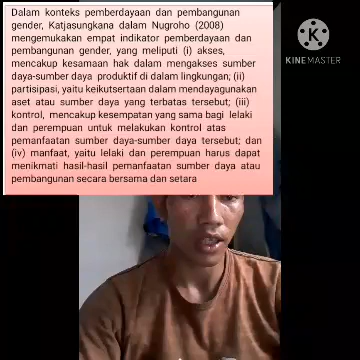 Dalam konteks pemberdayaan dan pembangunan
gender, Katjasungkana dalam Nugroho (2008)
mengemukakan empat indikator pemberdayaan dan
pembangunan gender, yang meliputi (i) akses,
mencakup kesamaan hak dalam mengakses sumber
daya-sumber daya produktif di dalam lingkungan; (ii)
partisipasi, yaitu keikutsertaan dalam mendayagunakan
aset atau sumber daya yang terbatas tersebut; (iii)
kontrol, mencakup kesempatan yang sama bagi lelaki
dan perempuan untuk melakukan kontrol atas
pemanfaatan sumber daya-sumber daya tersebut; dan
(iv) manfaat, yaitu lelaki dan perempuan harus dapat
menikmati hasil-hasil pemanfaatan sumber daya atau
pembangunan secara bersama dan setara
K
KINEMASTER